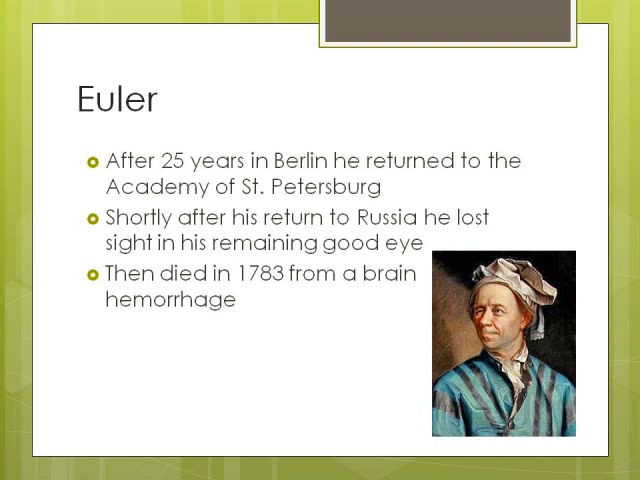 Euler
After 25 years in Berlin he returned to the
Academy of St. Petersburg
Shortly after his return to Russia he lost
sight in his remaining good eye
Then died in 1783 from a brain
hemorrhage